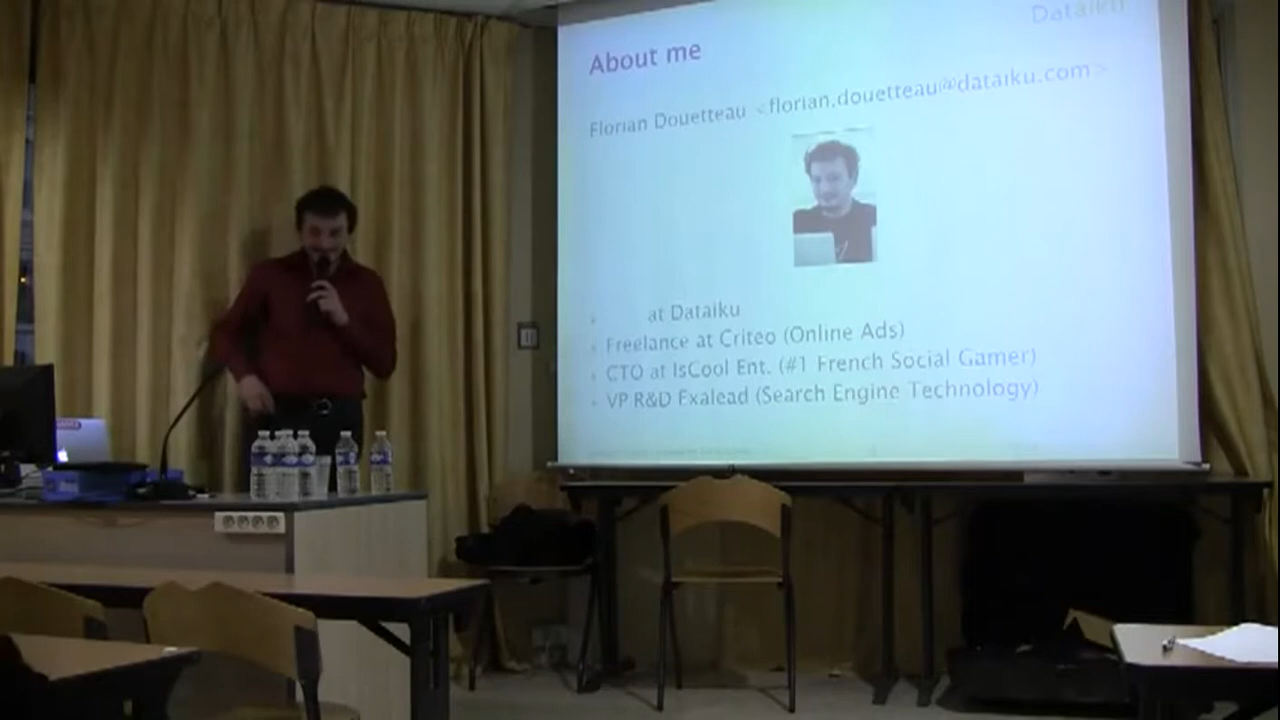 Dataiku
About me
Florian Douetteau <florian.douetteau@dataiku.com>
at Dataiku
Freelance at Criteo (Online Ads)
CTO at IsCool Ent. (#1 French Social Gamer)
VP R&D Exalead (Search Engine Technology)